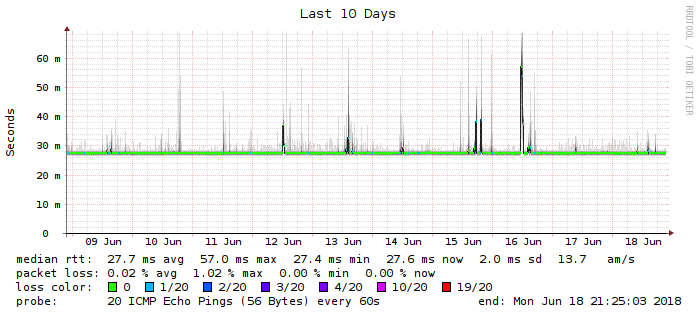 Last 10 Days
RRDTOOL / TOBI OETIKER
Seconds
60 m
50 m
40 m
30 m
20 m
10 m
0
09 Jun 10 Jun 11 Jun 12 Jun 13 Jun 14 Jun 15 Jun 16 Jun 17 Jun 18 Jun
median rtt: 27.7 ms avg 57.0 ms max 27.4 ms min 27.6 ms now 2.0 ms sd 13.7 am/s
packet loss: 0.02 % avg 1.02 % max 0.00 % min 0.00 % now
loss color: 0 1/20 2/20 3/20 4/20 10/20 19/20
probe: 20 ICMP Echo Pings (56 Bytes) every 60s end: Mon Jun 18 21:25:03 2018